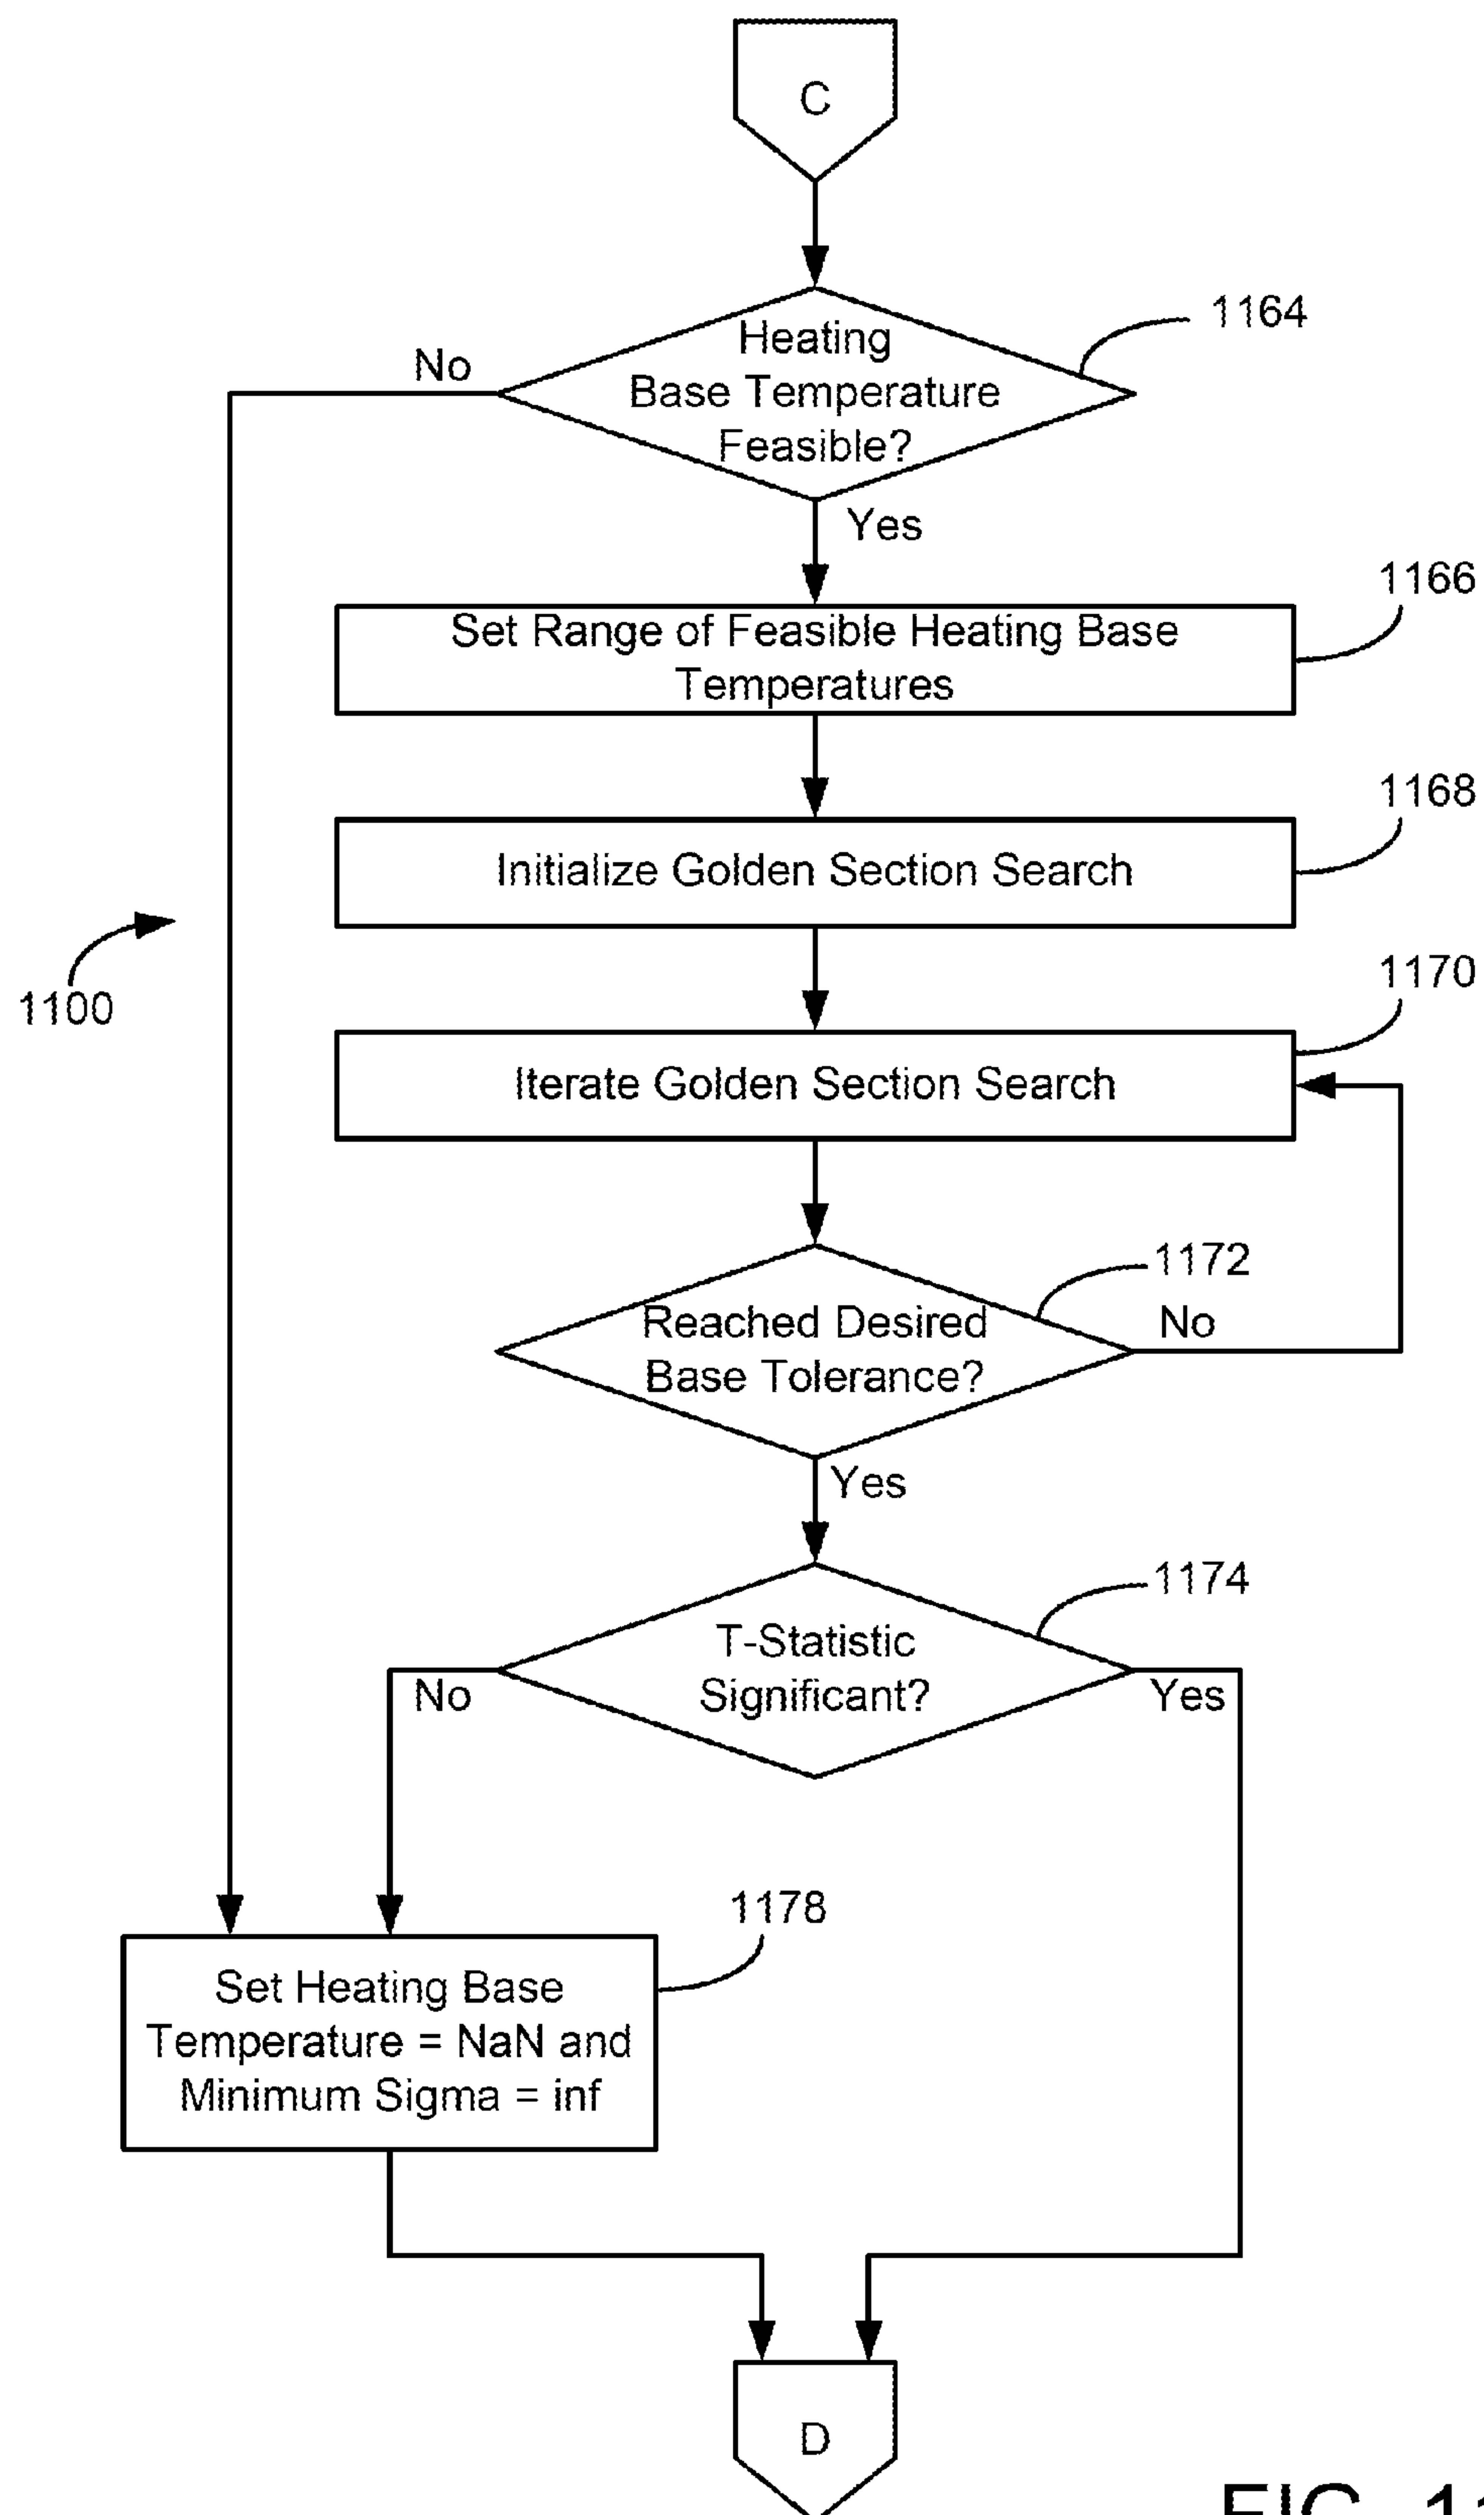 C
1164
Heating
Base Temperature
Feasible?
No
Yes
1166
Set Range of Feasible Heating Base
Temperatures
1168
Initialize Golden Section Search
1100
1170
Iterate Golden Section Search
1172
Reached Desired
Base Tolerance?
No
Yes
1174
T-Statistic
Significant?
No
Yes
1178
Set Heating Base
Temperature = NaN and
Minimum Sigma = inf
D